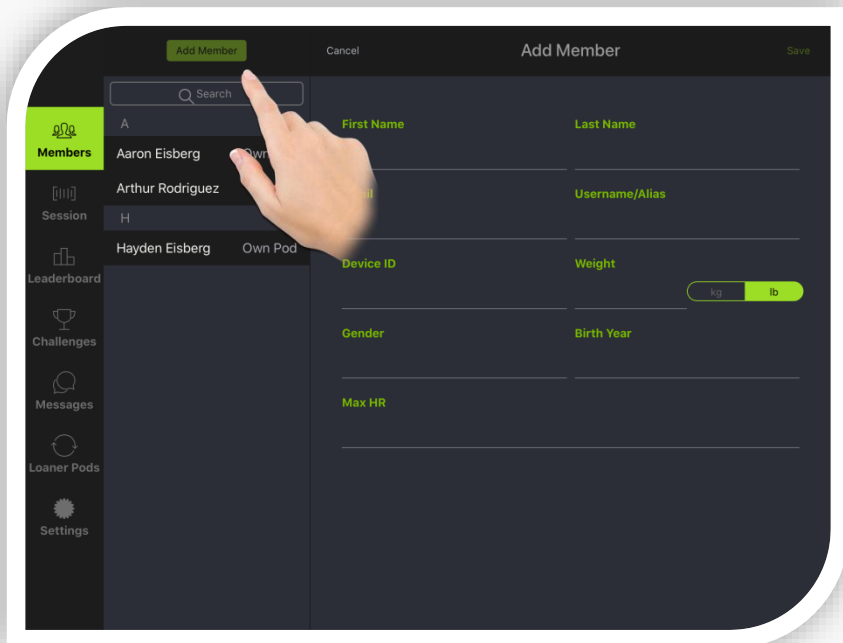 Add Member
Cancel
Add Member
Save
Search
A
Members
Aaron Eisberg
Arthur Rodriguez
H
Hayden Eisberg Own Pod
Session
Leaderboard
Challenges
Messages
Loaner Pods
Settings
First Name
Last Name
Username/Alias
Device ID
Weight
kg
lb
Gender
Birth Year
Max HR